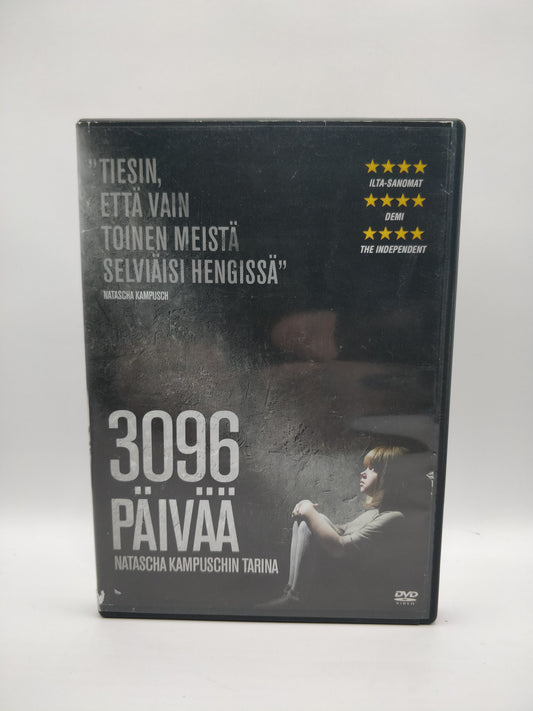 "TIESIN,
ETTÄ VAIN
TOINEN MEISTÄ
SELVIÄISI HENGISSÄ"
NATASCHA KAMPUSCH
ILTA-SANOMAT
DEMI
THE INDEPENDENT
3096
PÄIVÄÄ
NATASCHA KAMPUSCHIN TARINA
DVD
VIDEO